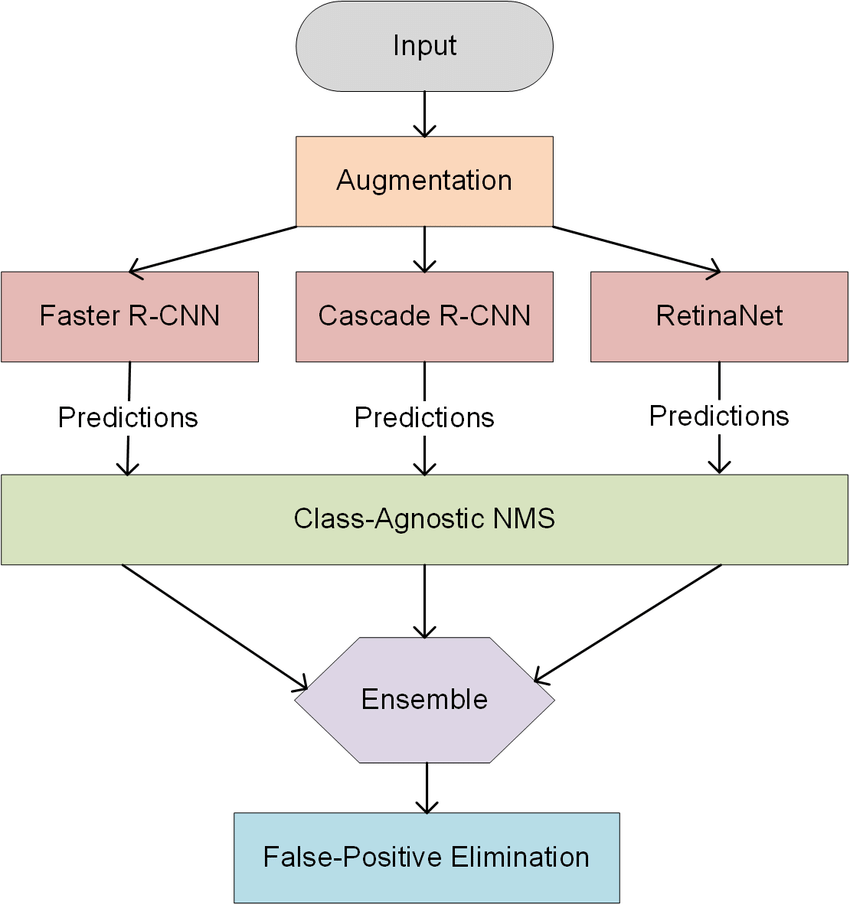 Input
Augmentation
Faster R-CNN
Cascade R-CNN
RetinaNet
Predictions
Predictions
Predictions
Class-Agnostic NMS
Ensemble
False-Positive Elimination